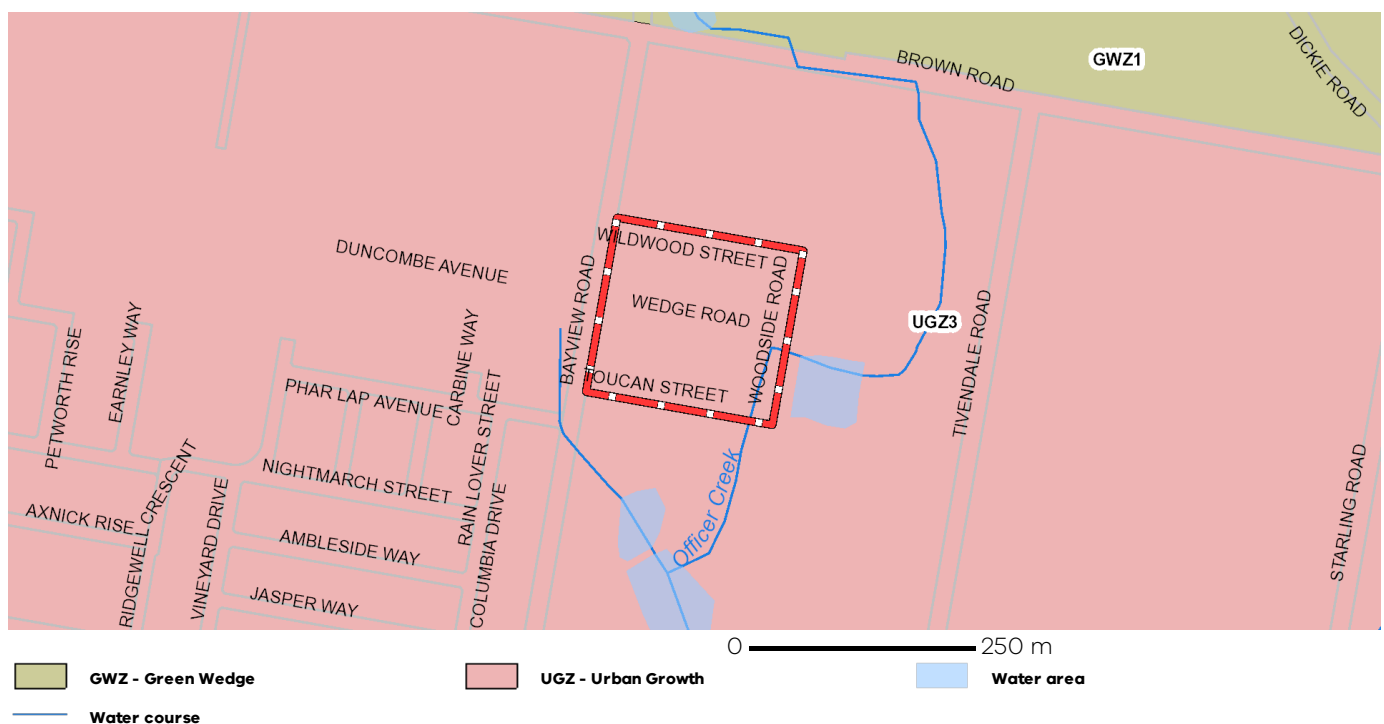 BROWN ROAD
GWZ1
DICKIE ROAD
WILDWOOD STREET
DUNCOMBE AVENUE
BAYVIEW ROAD
WEDGE ROAD
WOODSIDE ROAD
UGZ3
TIVENDALE ROAD
PETWORTH RISE
EARNLEY WAY
CARBINE WAY
PHAR LAP AVENUE
TOUCAN STREET
RAIN LOVER STREET
NIGHTMARCH STREET
Officer Creek
STARLING ROAD
AXNICK RISE
RIDGEWELL CRESCENT
VINEYARD DRIVE
AMBLESIDE WAY
COLUMBIA DRIVE
JASPER WAY
0 250 m
GWZ - Green Wedge
UGZ - Urban Growth
Water area
Water course